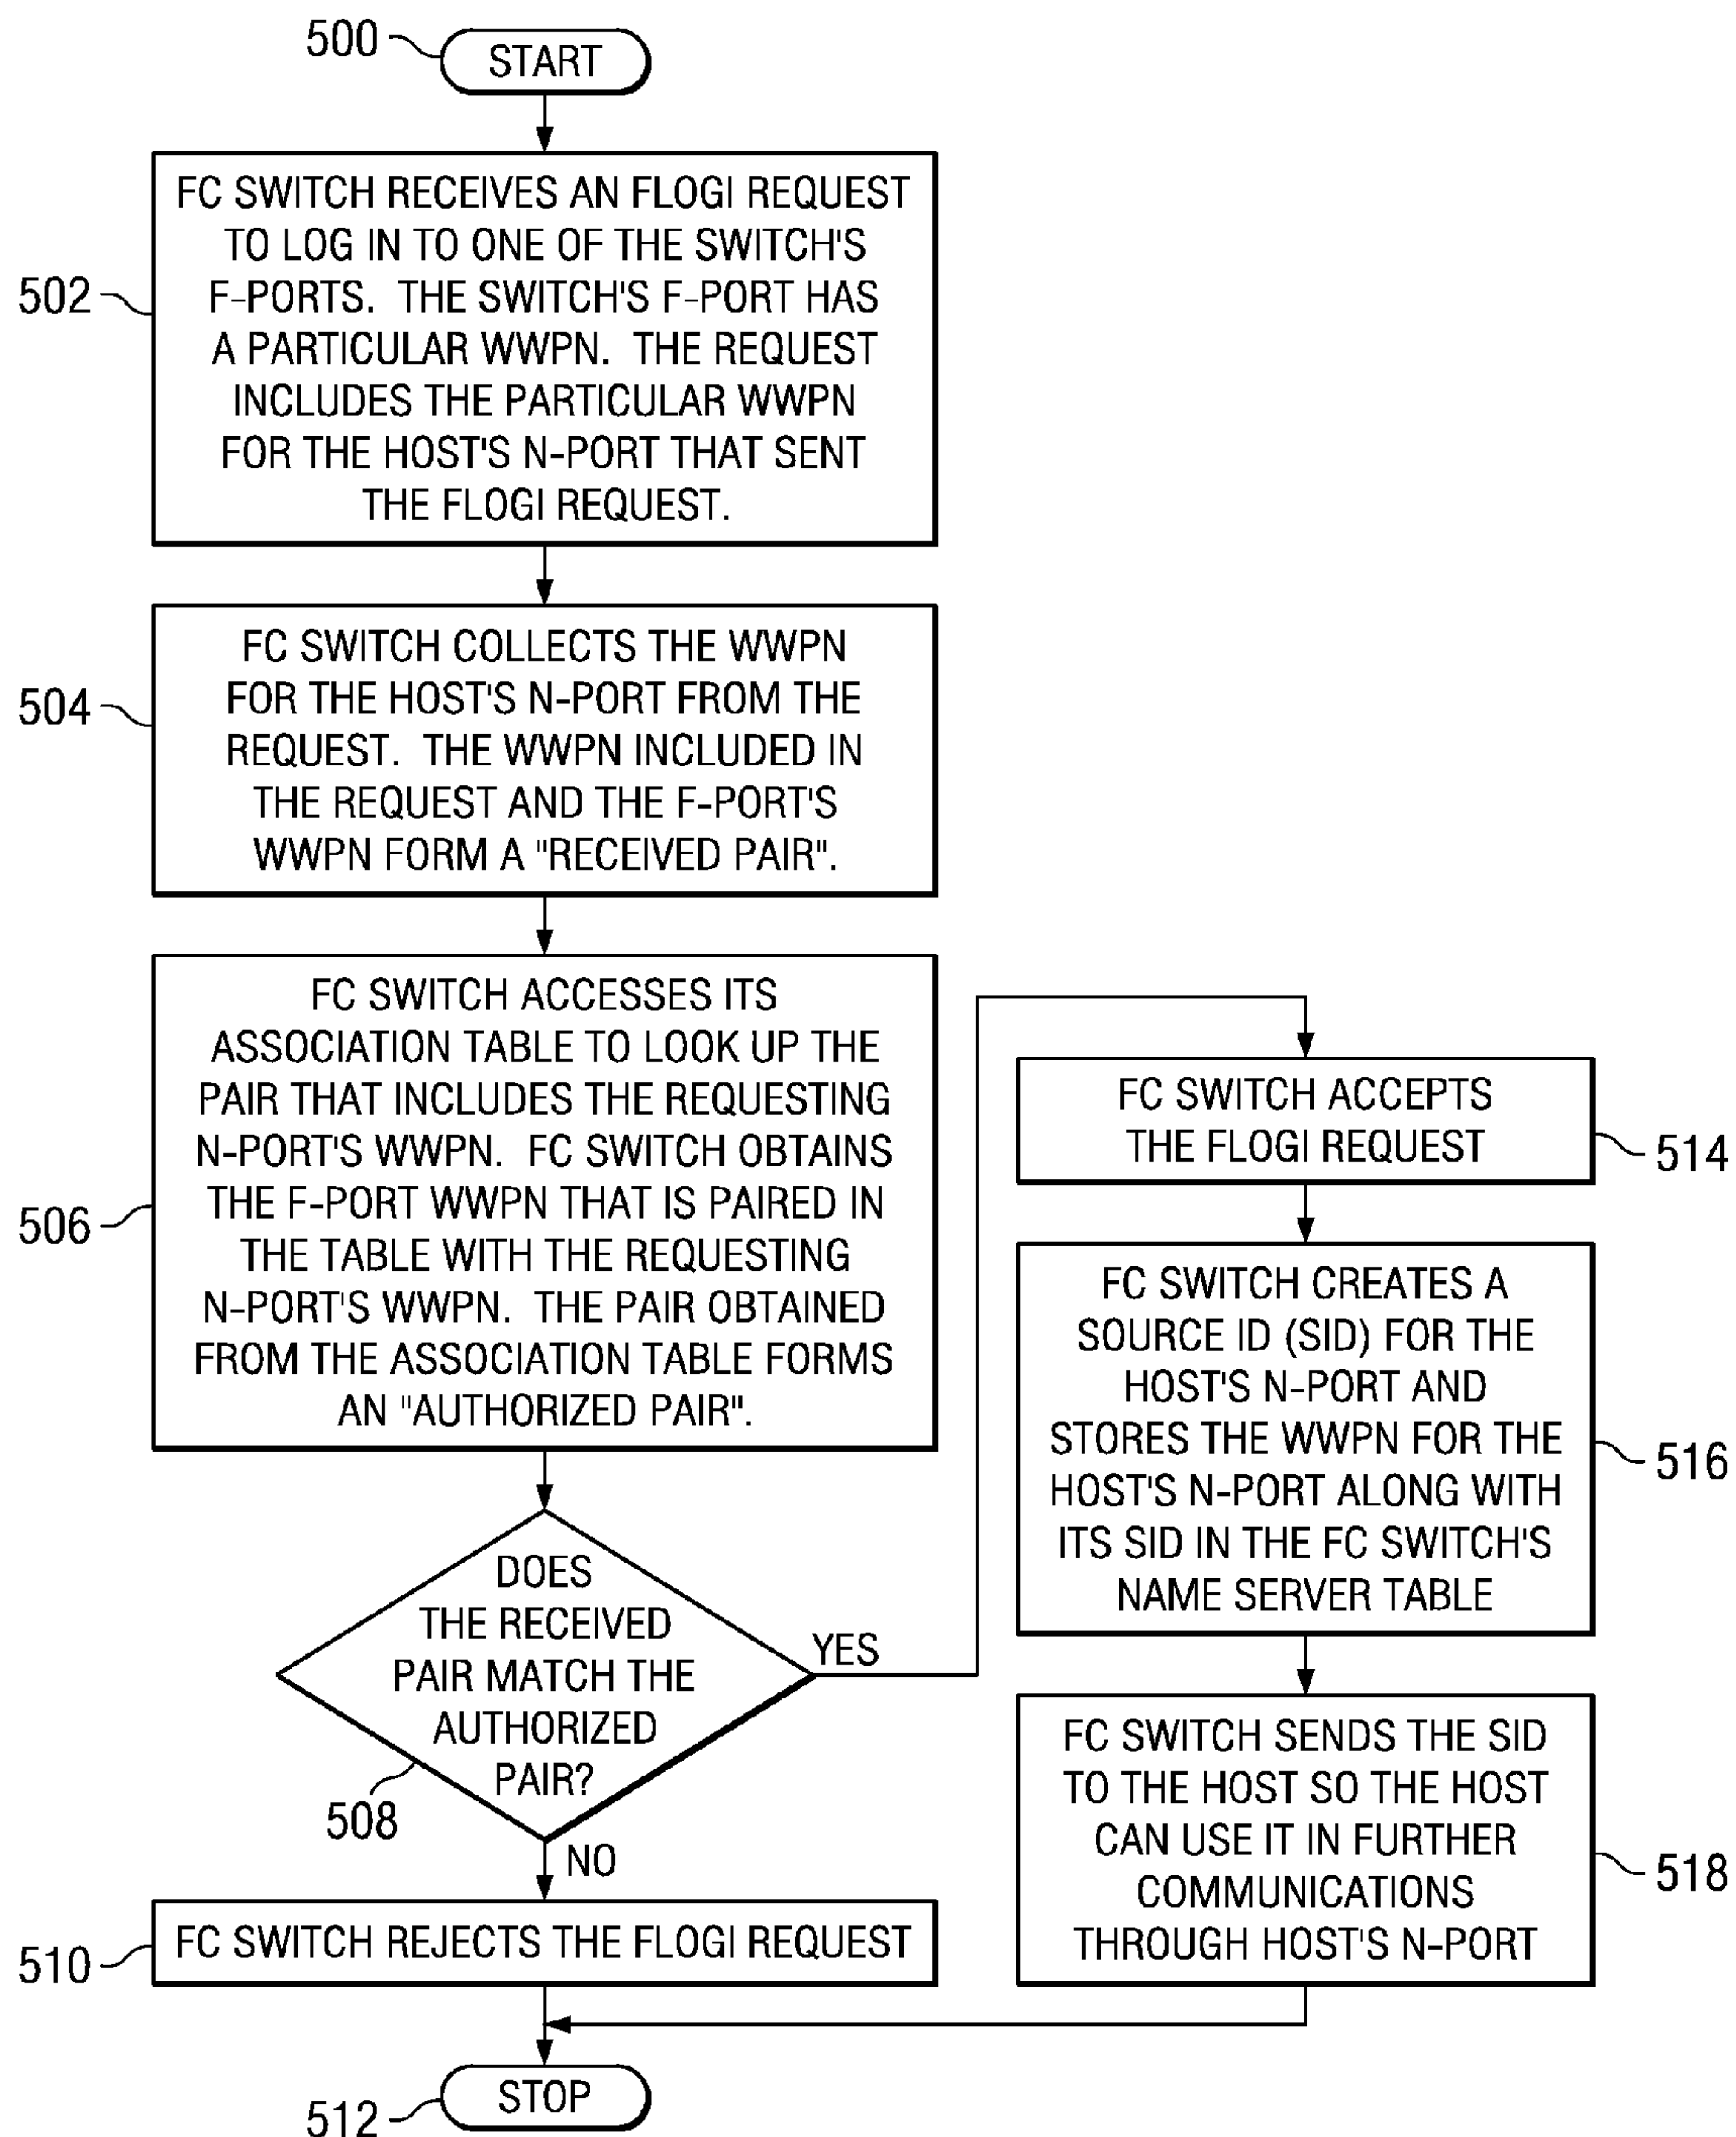 500
START
502
FC SWITCH RECEIVES AN FLOGI REQUEST
TO LOG IN TO ONE OF THE SWITCH'S
F-PORTS. THE SWITCH'S F-PORT HAS
A PARTICULAR WWPN. THE REQUEST
INCLUDES THE PARTICULAR WWPN
FOR THE HOST'S N-PORT THAT SENT
THE FLOGI REQUEST.
504
FC SWITCH COLLECTS THE WWPN
FOR THE HOST'S N-PORT FROM THE
REQUEST. THE WWPN INCLUDED IN
THE REQUEST AND THE F-PORT'S
WWPN FORM A "RECEIVED PAIR".
506
FC SWITCH ACCESSES ITS
ASSOCIATION TABLE TO LOOK UP THE
PAIR THAT INCLUDES THE REQUESTING
N-PORT'S WWPN. FC SWITCH OBTAINS
THE F-PORT WWPN THAT IS PAIRED IN
THE TABLE WITH THE REQUESTING
N-PORT'S WWPN. THE PAIR OBTAINED
FROM THE ASSOCIATION TABLE FORMS
AN "AUTHORIZED PAIR".
DOES
THE RECEIVED
PAIR MATCH THE
AUTHORIZED
PAIR?
508
YES
NO
510
FC SWITCH REJECTS THE FLOGI REQUEST
512
STOP
FC SWITCH ACCEPTS
THE FLOGI REQUEST
514
FC SWITCH CREATES A
SOURCE ID (SID) FOR THE
HOST'S N-PORT AND
STORES THE WWPN FOR THE
HOST'S N-PORT ALONG WITH
ITS SID IN THE FC SWITCH'S
NAME SERVER TABLE
516
FC SWITCH SENDS THE SID
TO THE HOST SO THE HOST
CAN USE IT IN FURTHER
COMMUNICATIONS
THROUGH HOST'S N-PORT
518